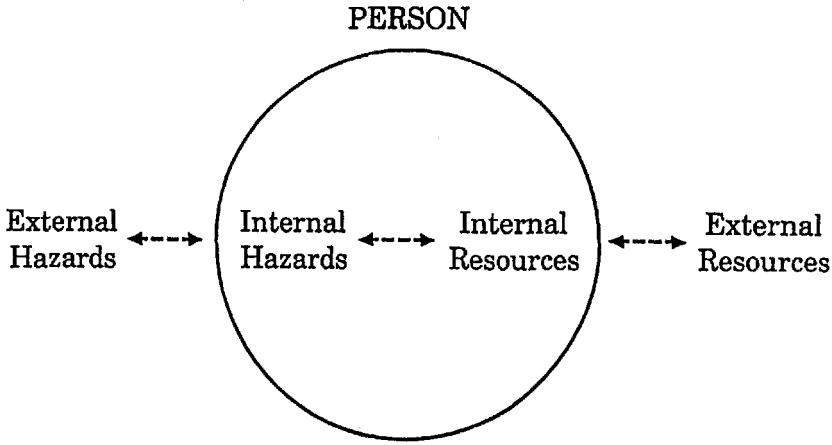 PERSON
External
Hazards
Internal
Hazards
Internal
Resources
External
Resources